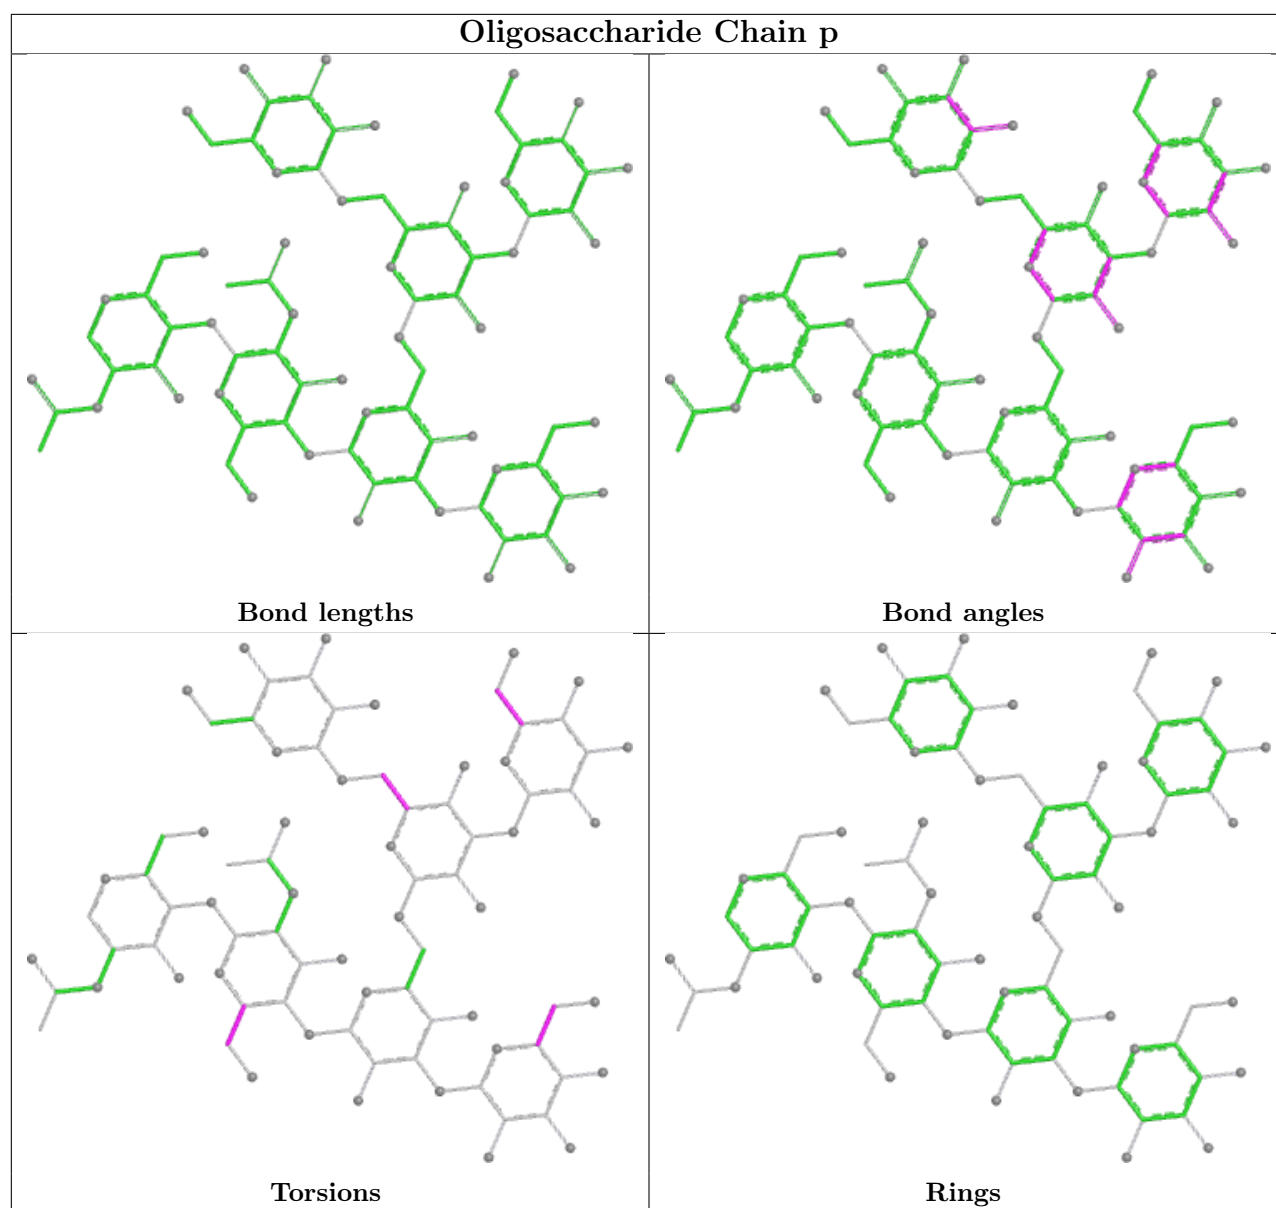 Oligosaccharide Chain p
Bond lengths
Bond angles
Torsions
Rings